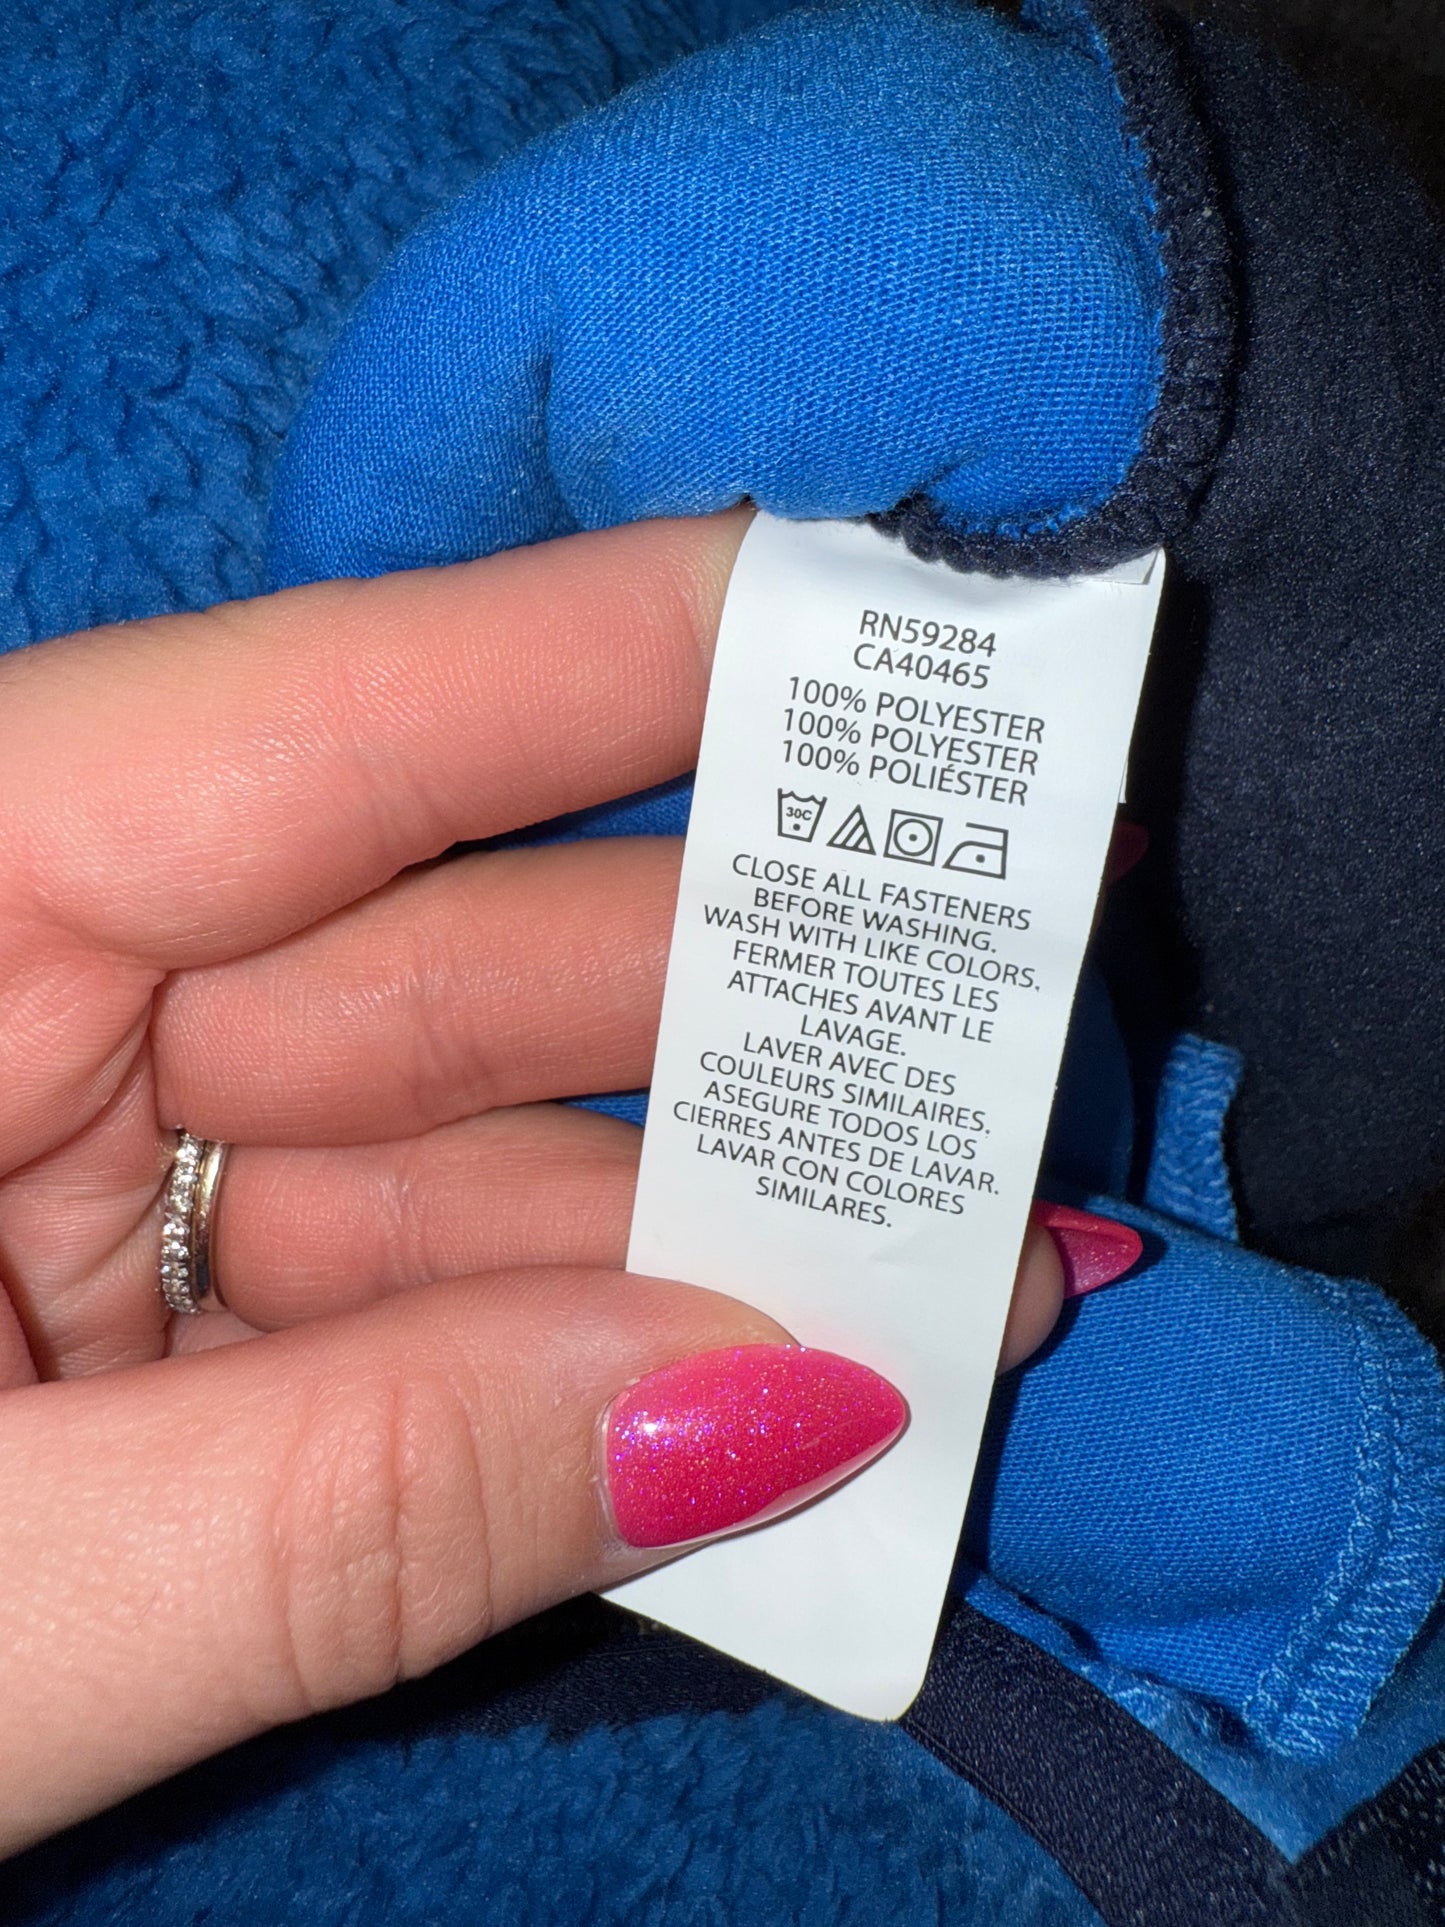 RN59284
CA40465
100% POLYESTER
100% POLYESTER
100% POLIÉSTER
30C
CLOSE ALL FASTENERS
BEFORE WASHING.
WASH WITH LIKE COLORS.
FERMER TOUTES LES
ATTACHES AVANT LE
LAVAGE.
LAVER AVEC DES
COULEURS SIMILAIRES.
ASEGURE TODOS LOS
CIERRES ANTES DE LAVAR.
LAVAR CON COLORES
SIMILARES.